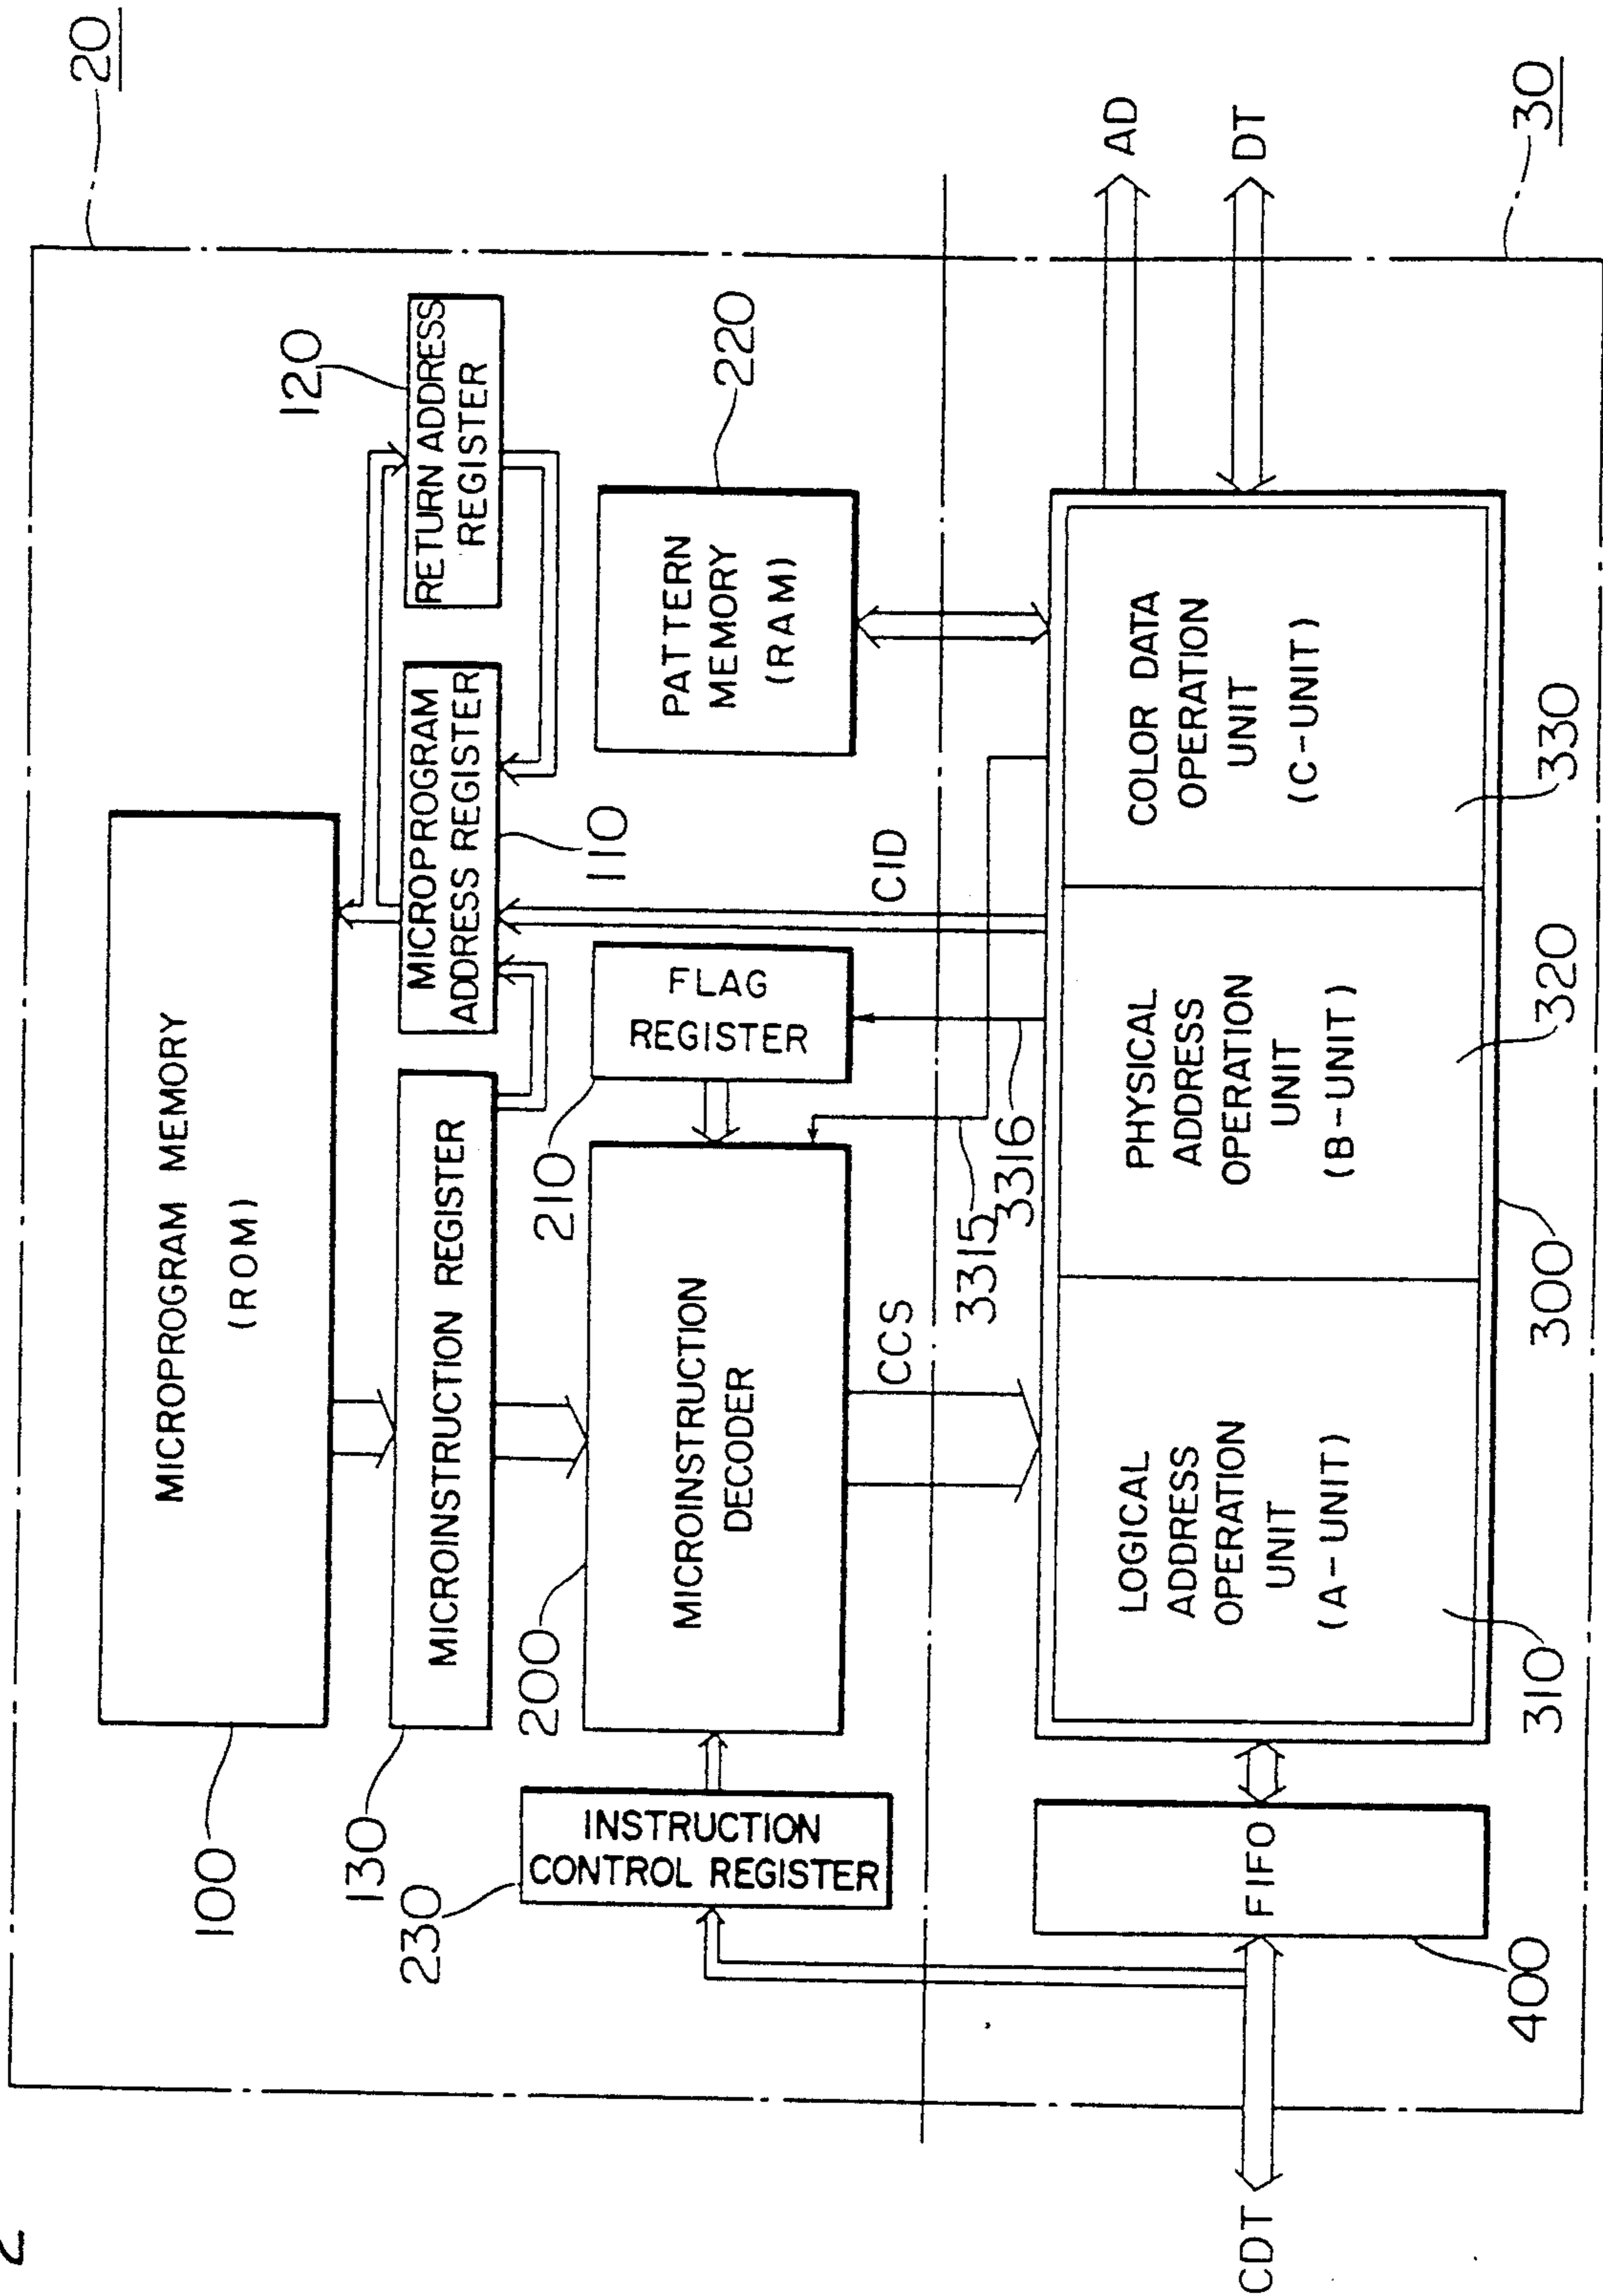 20
MICROPROGRAM MEMORY
(ROM)
100
120
RETURN ADDRESS
REGISTER
MICROPROGRAM
ADDRESS REGISTER
110
MICROINSTRUCTION REGISTER
130
PATTERN
MEMORY
(RAM)
220
FLAG
REGISTER
210
MICROINSTRUCTION
DECODER
200
INSTRUCTION
CONTROL REGISTER
230
CID
CCS
3315
3316
AD
DT
30
LOGICAL
ADDRESS
OPERATION
UNIT
(A-UNIT)
310
PHYSICAL
ADDRESS
OPERATION
UNIT
(B-UNIT)
320
COLOR DATA
OPERATION
UNIT
(C-UNIT)
330
300
FIFO
400
CDT